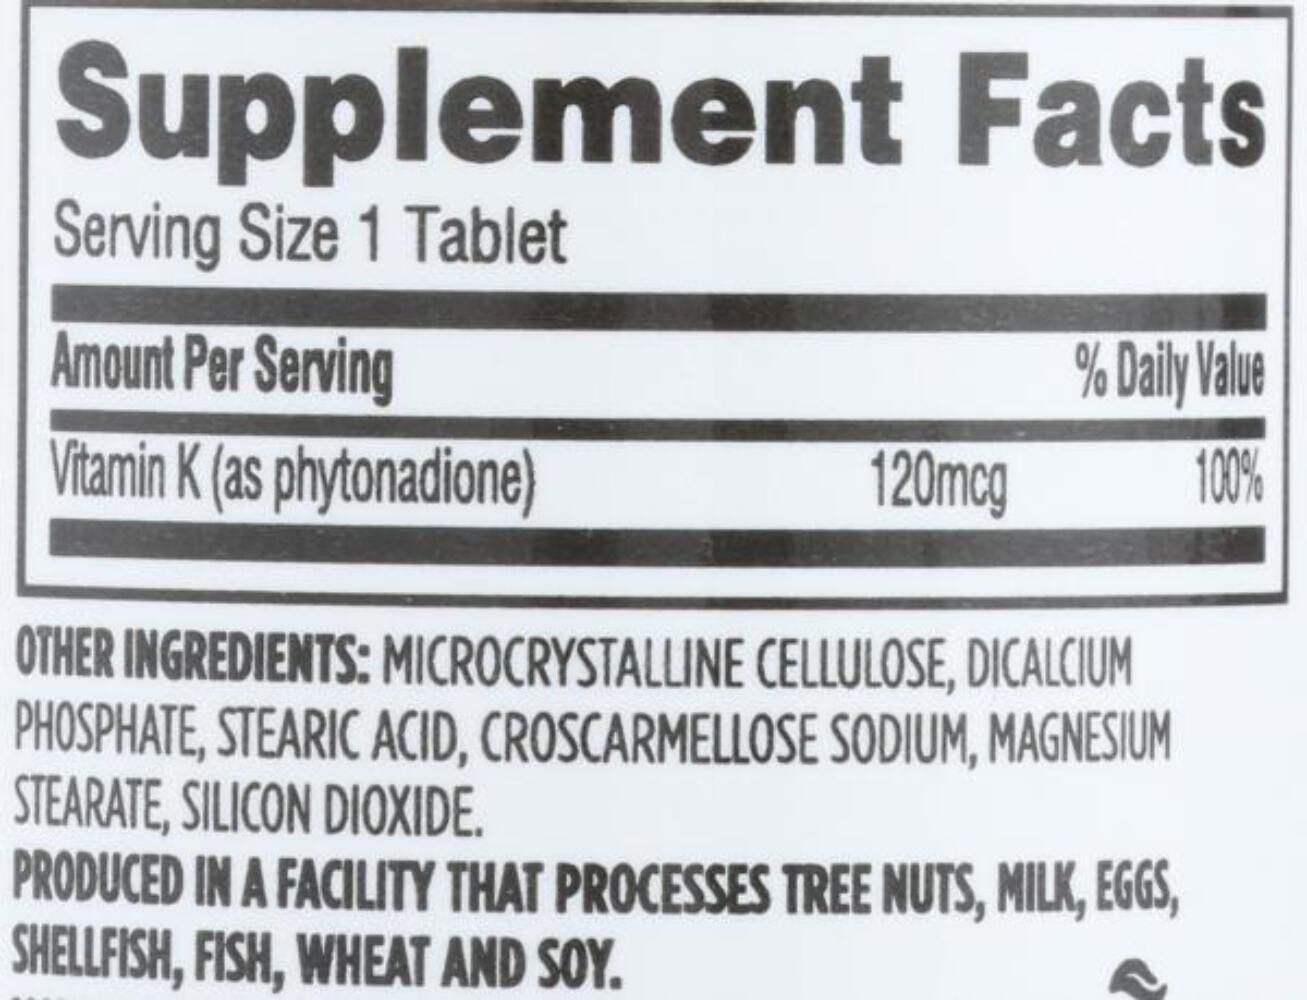 Supplement Facts
Serving Size 1 Tablet
Amount Per Serving % Daily Value
Vitamin K (as phytonadione) 120mcg 100%
OTHER INGREDIENTS: MICROCRYSTALLINE CELLULOSE, DICALCIUM
PHOSPHATE, STEARIC ACID, CROSCARMELLOSE SODIUM, MAGNESIUM
STEARATE, SILICON DIOXIDE.
PRODUCED IN A FACILITY THAT PROCESSES TREE NUTS, MILK, EGGS,
SHELLFISH, FISH, WHEAT AND SOY.